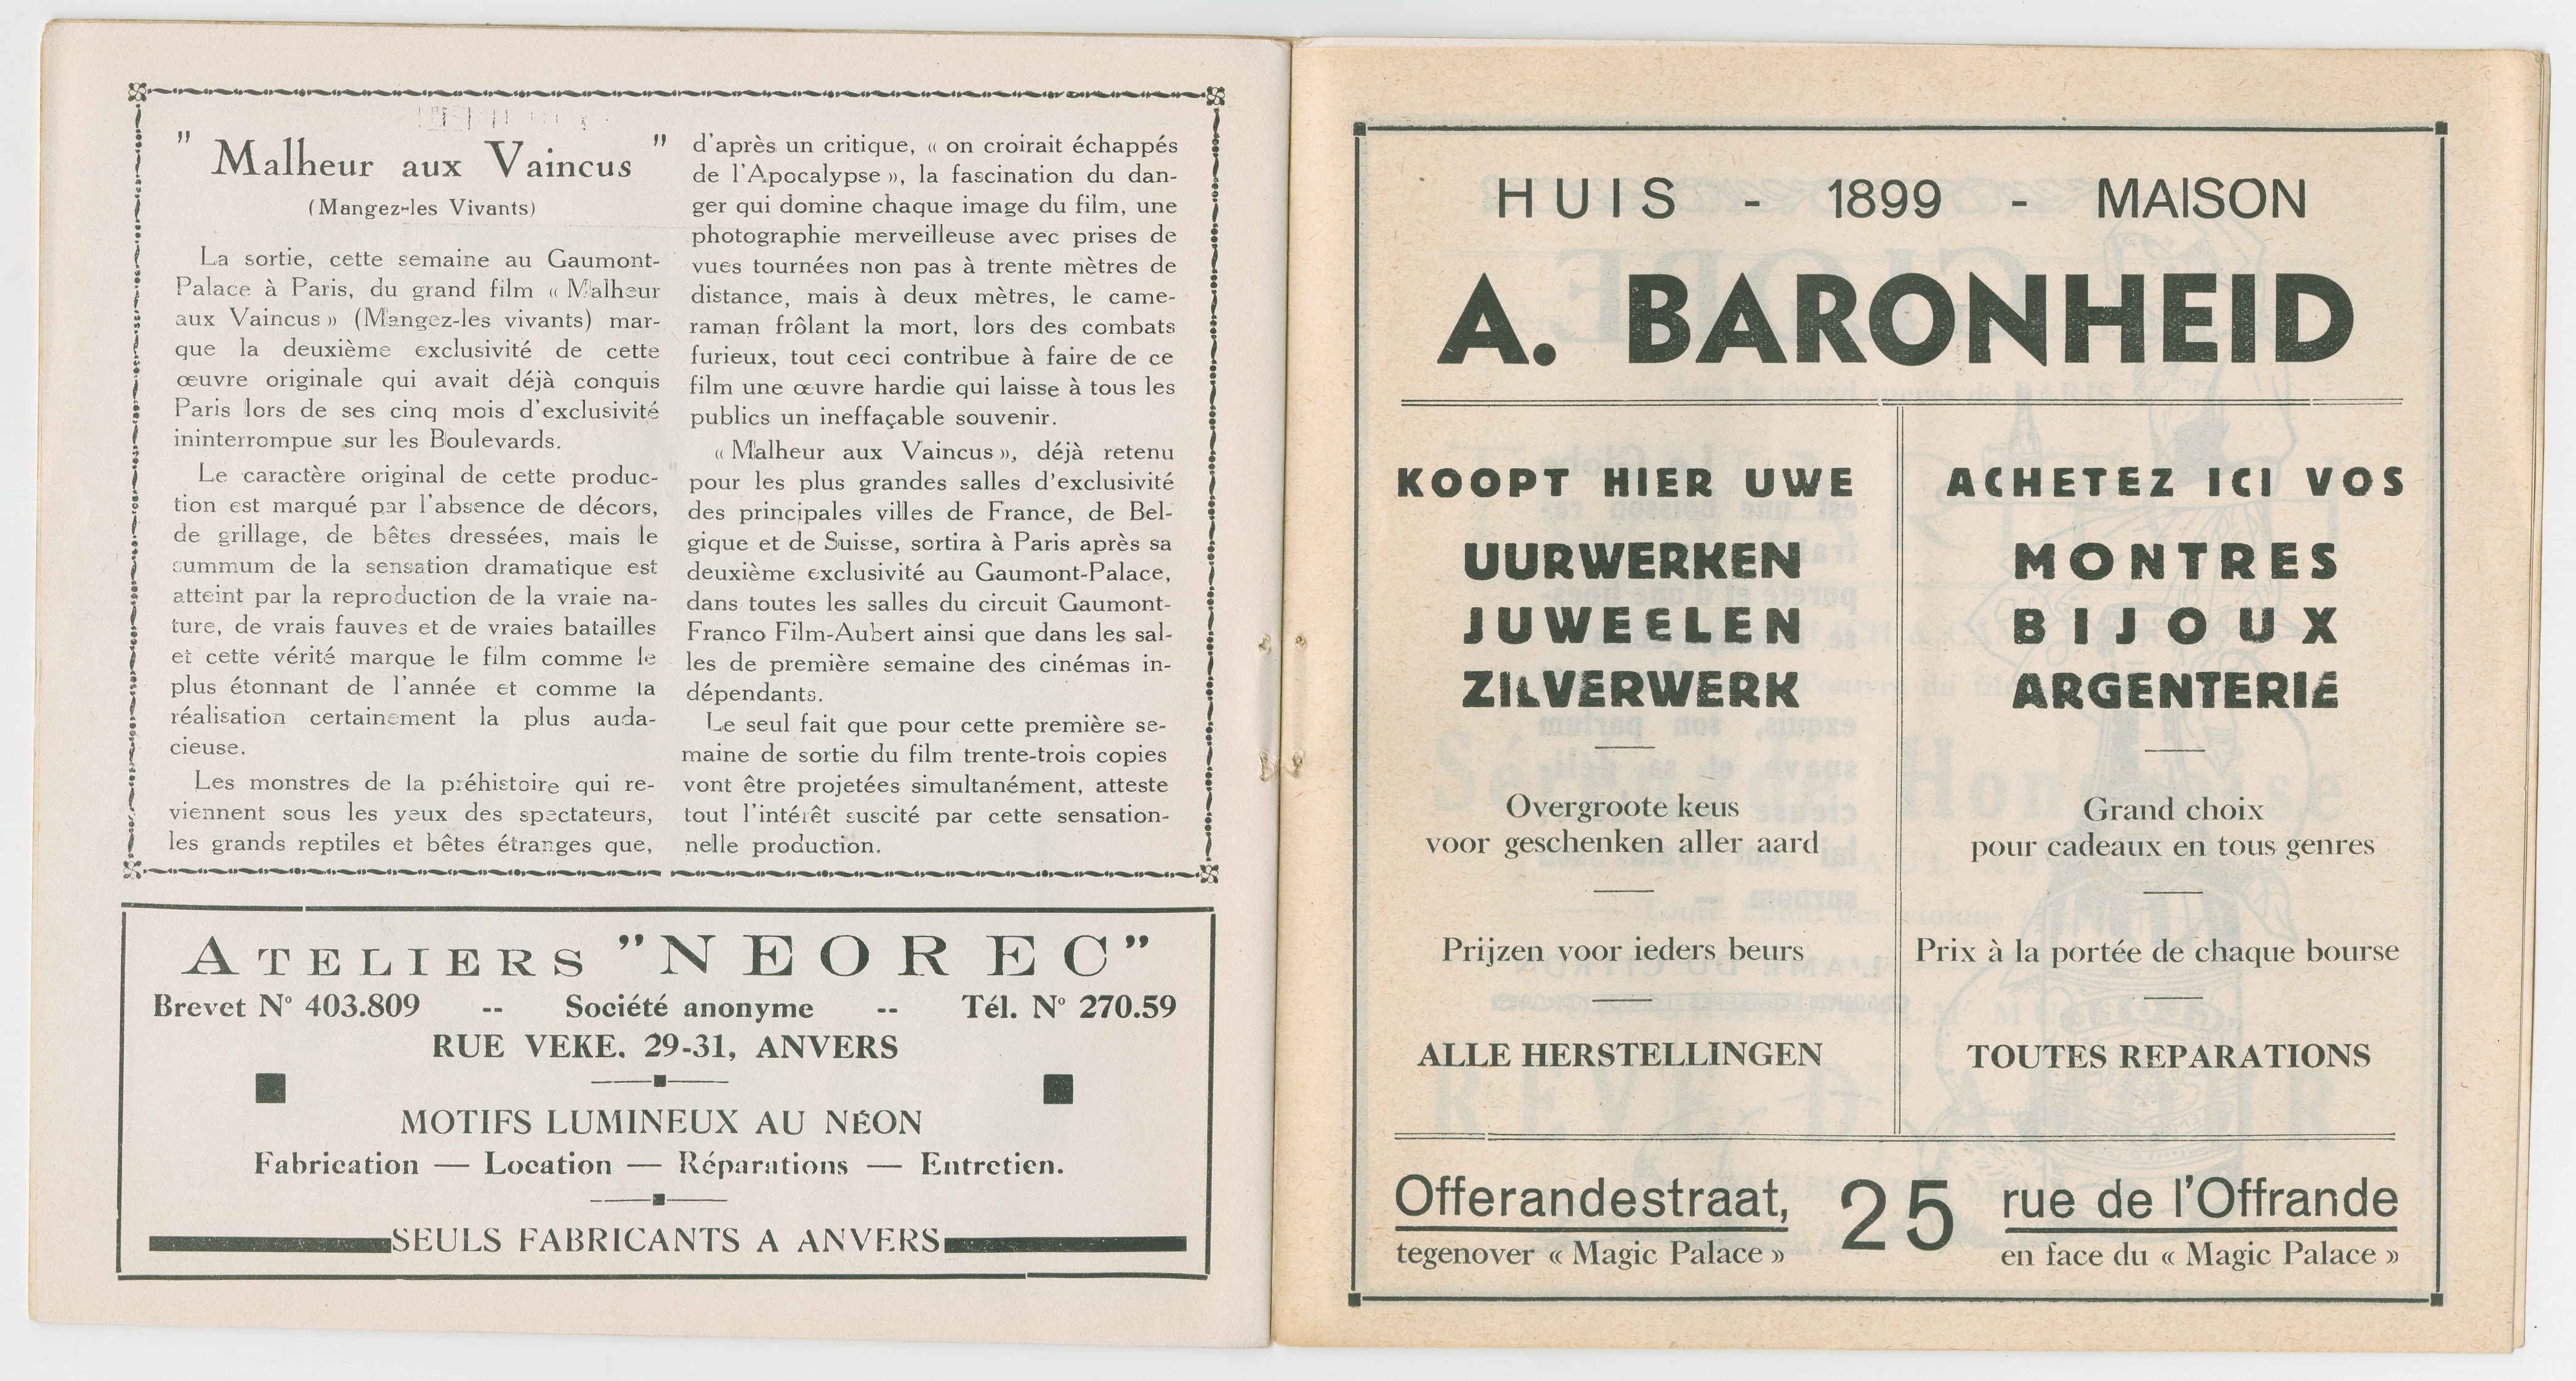 " Malheur aux Vaincus "
(Mangez-les Vivants)
La sortie, cette semaine au Gaumont-
Palace à Paris, du grand film « Malheur
aux Vaincus » (Mangez-les vivants) mar-
que la deuxième exclusivité de cette
œuvre originale qui avait déjà conquis
Paris lors de ses cinq mois d'exclusivité
ininterrompue sur les Boulevards.
Le caractère original de cette produc-
tion est marqué par l'absence de décors,
de grillage, de bêtes dressées, mais le
summum de la sensation dramatique est
atteint par la reproduction de la vraie na-
ture, de vrais fauves et de vraies batailles
et cette vérité marque le film comme le
plus étonnant de l'année et comme la
réalisation certainement la plus auda-
cieuse.
Les monstres de la préhistoire qui re-
viennent sous les yeux des spectateurs,
les grands reptiles et bêtes étranges que,
d'après un critique, « on croirait échappés
de l'Apocalypse », la fascination du dan-
ger qui domine chaque image du film, une
photographie merveilleuse avec prises de
vues tournées non pas à trente mètres de
distance, mais à deux mètres, le came-
raman frôlant la mort, lors des combats
furieux, tout ceci contribue à faire de ce
film une œuvre hardie qui laisse à tous les
publics un ineffaçable souvenir.
« Malheur aux Vaincus », déjà retenu
pour les plus grandes salles d'exclusivité
des principales villes de France, de Bel-
gique et de Suisse, sortira à Paris après sa
deuxième exclusivité au Gaumont-Palace,
dans toutes les salles du circuit Gaumont-
Franco Film-Aubert ainsi que dans les sal-
les de première semaine des cinémas in-
dépendants.
Le seul fait que pour cette première se-
maine de sortie du film trente-trois copies
vont être projetées simultanément, atteste
tout l'intérêt suscité par cette sensation-
nelle production.
ATELIERS "NEOREC"
Brevet N° 403.809 -- Société anonyme -- Tél. N° 270.59
RUE VEKE, 29-31, ANVERS
MOTIFS LUMINEUX AU NÉON
Fabrication — Location — Réparations — Entretien.
SEULS FABRICANTS A ANVERS
HUIS - 1899 - MAISON
A. BARONHEID
KOOPT HIER UWE
UURWERKEN
JUWEELEN
ZILVERWERK
Overgroote keus
voor geschenken aller aard
Prijzen voor ieders beurs
ALLE HERSTELLINGEN
ACHETEZ ICI VOS
MONTRES
BIJOUX
ARGENTERIE
Grand choix
pour cadeaux en tous genres
Prix à la portée de chaque bourse
TOUTES REPARATIONS
Offerandestraat, 25 rue de l'Offrande
tegenover « Magic Palace » en face du « Magic Palace »